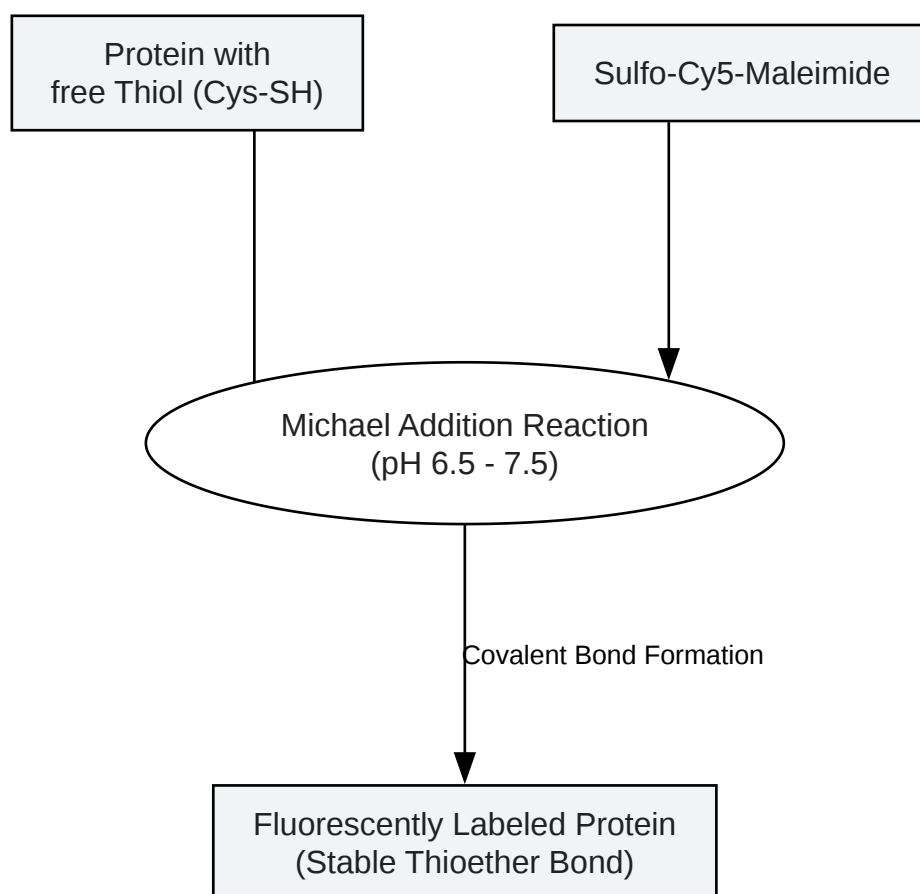 Protein with
free Thiol (Cys-SH)
Sulfo-Cy5-Maleimide
Michael Addition Reaction
(pH 6.5 - 7.5)
Covalent Bond Formation
Fluorescently Labeled Protein
(Stable Thioether Bond)